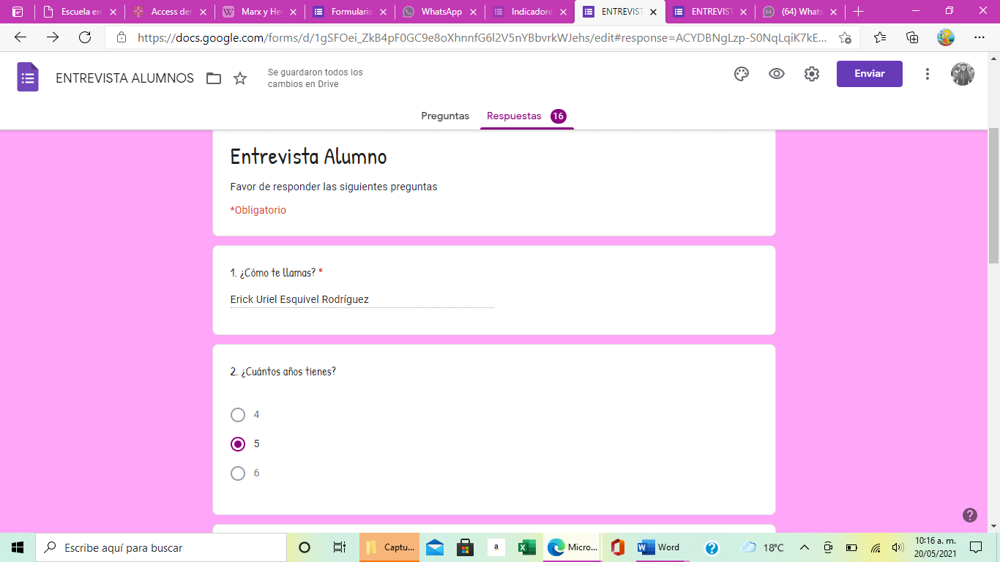 Escuela en
Access der
Marx y He
Formulario
WhatsApp
Indicadore
ENTREVIST
ENTREVIST
64
(64) Whats
https://docs.google.com/forms/d/1gSFOei_ZkB4pF0GC9e8oXhnnfG6l2V5nYBbvrkWJehs/edit#response=ACYDBNgLzp-S0NqLqiK7kE...
ENTREVISTA ALUMNOS
Se guardaron todos los
cambios en Drive
Enviar
Preguntas
Respuestas
16
Entrevista Alumno
Favor de responder las siguientes preguntas
*Obligatorio
1. ¿Cómo te llamas? *
Erick Uriel Esquivel Rodríguez
2. ¿Cuántos años tienes?
4
5
6
Escribe aquí para buscar
Captu...
a
Micro...
Word
18°C
10:16 a. m.
20/05/2021